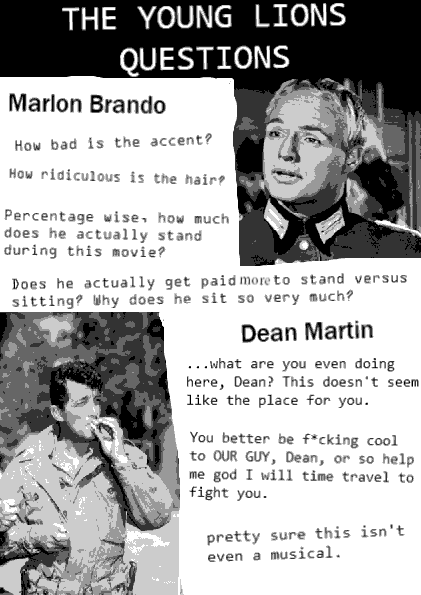 THE YOUNG LIONS
QUESTIONS
Marlon Brando
How bad is the accent?
How ridiculous is the hair?
Percentage wise, how much
does he actually stand
during this movie?
Does he actually get paid more to stand versus
sitting? Why does he sit so very much?
Dean Martin
...what are you even doing
here, Dean? This doesn't seem
like the place for you.
You better be f*cking cool
to OUR GUY, Dean, or so help
me god I will time travel to
fight you.
pretty sure this isn't
even a musical.